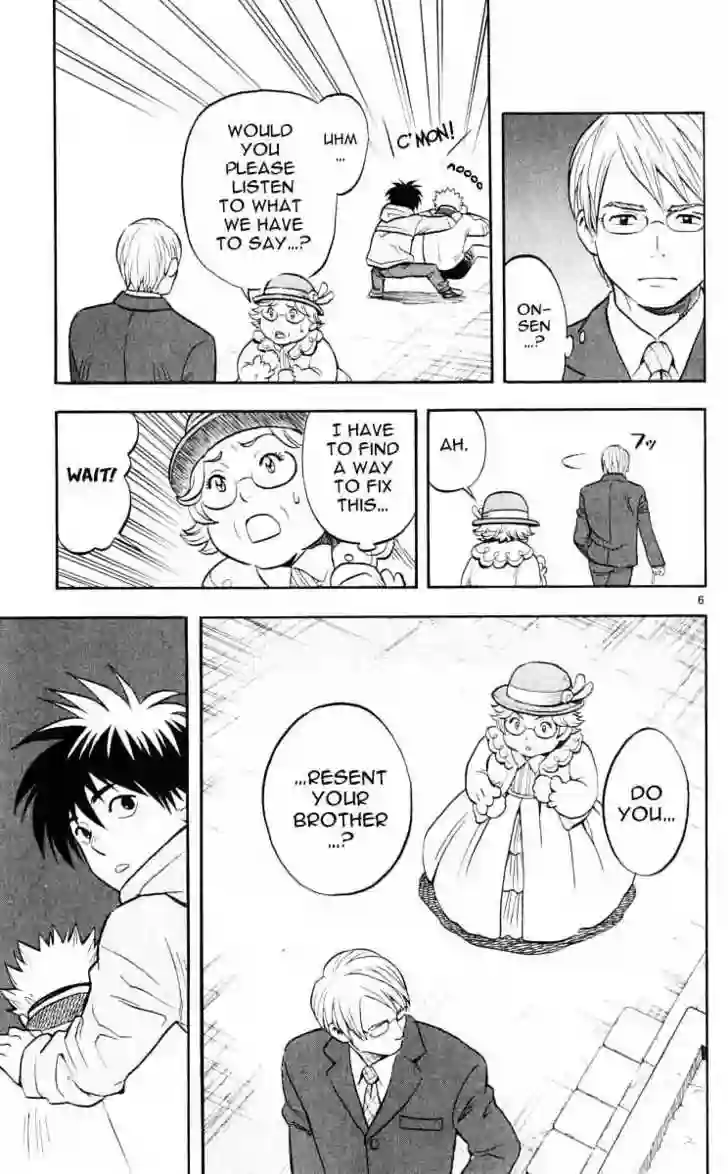 ON-
SEN
...?
C'MON!
NOOOO
UHM
...
WOULD
YOU
PLEASE
LISTEN
TO WHAT
WE HAVE
TO SAY...?
フッ
AH.
I HAVE
TO FIND
A WAY
TO FIX
THIS...
WAIT!
6
DO
YOU...
...RESENT
YOUR
BROTHER
...?